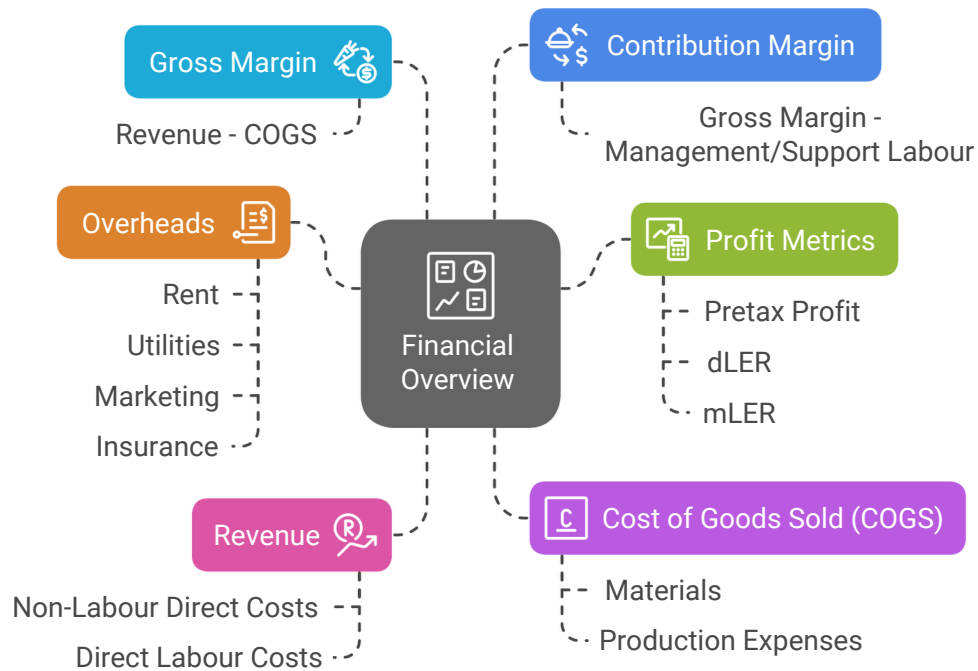 Gross Margin
Revenue - COGS
Contribution Margin
Gross Margin -
Management/Support Labour
Overheads
Rent
Utilities
Marketing
Insurance
Financial
Overview
Profit Metrics
Pretax Profit
dLER
mLER
Revenue
R
Non-Labour Direct Costs
Direct Labour Costs
C
Cost of Goods Sold (COGS)
Materials
Production Expenses